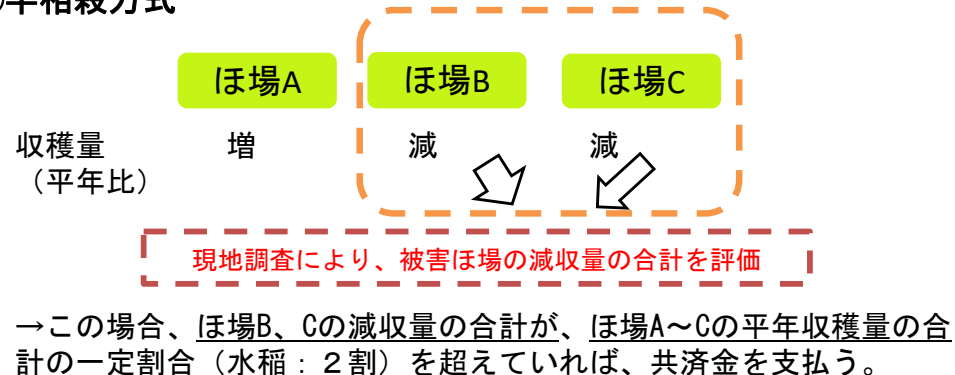 半相殺方式
ほ場A ほ場B ほ場C
収穫量 増 減 減
（平年比）
現地調査により、被害ほ場の減収量の合計を評価
→この場合、ほ場B、Cの減収量の合計が、ほ場A～Cの平年収穫量の合
計の一定割合（水稲：２割）を超えていれば、共済金を支払う。